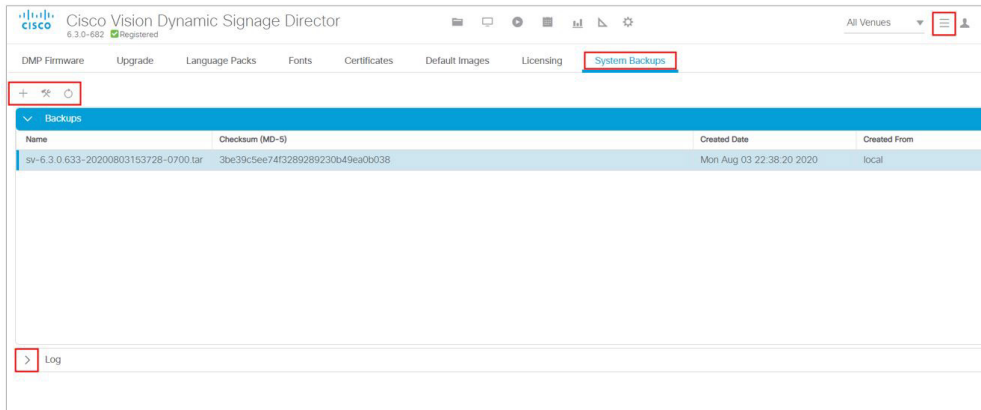 CISCO
Cisco Vision Dynamic Signage Director
6.3.0-682 Registered
All Venues
DMP Firmware Upgrade Language Packs Fonts Certificates Default Images Licensing System Backups
Backups
Name Checksum (MD-5) Created Date Created From
sv-6.3.0.633-20200803153728-0700.tar 3be39c5ee74f3289289230b49ea0b038 Mon Aug 03 22:38:20 2020 local
Log